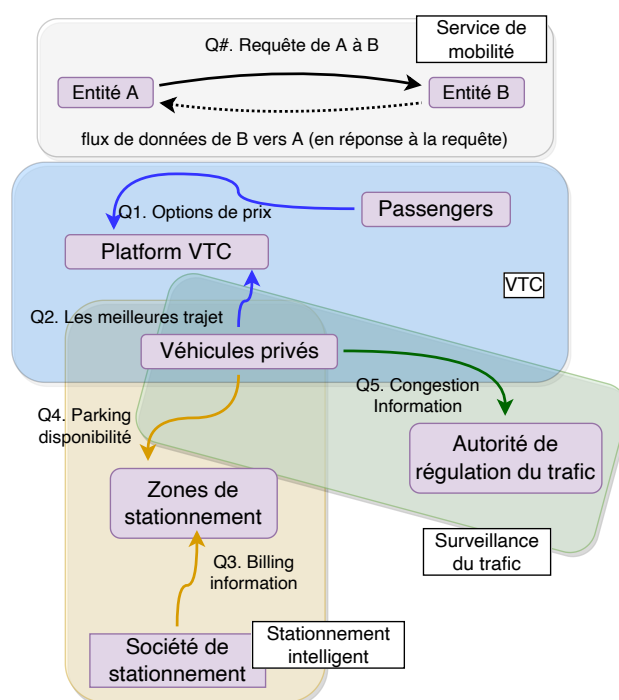 Service de
mobilité
Q#. Requête de A à B
Entité A
Entité B
flux de données de B vers A (en réponse à la requête)
Q1. Options de prix
Passengers
Platform VTC
VTC
Q2. Les meilleures trajet
Véhicules privés
Q5. Congestion
Information
Q4. Parking
disponibilité
Autorité de
régulation du trafic
Zones de
stationnement
Surveillance
du trafic
Q3. Billing
information
Société de
stationnement
Stationnement
intelligent